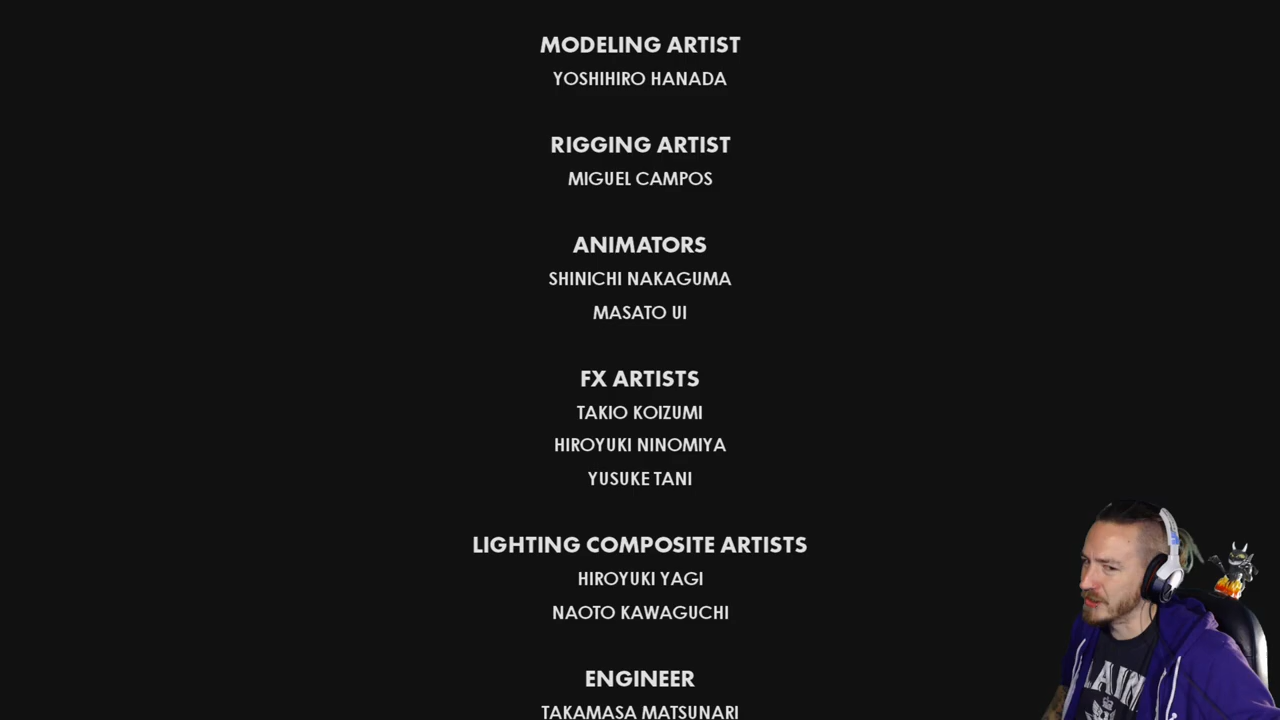 MODELING ARTIST
YOSHIHIRO HANADA
RIGGING ARTIST
MIGUEL CAMPOS
ANIMATORS
SHINICHI NAKAGUMA
MASATO UI
FX ARTISTS
TAKIO KOIZUMI
HIROYUKI NINOMIYA
YUSUKE TANI
LIGHTING COMPOSITE ARTISTS
HIROYUKI YAGI
NAOTO KAWAGUCHI
ENGINEER
TAKAMASA MATSUNARI